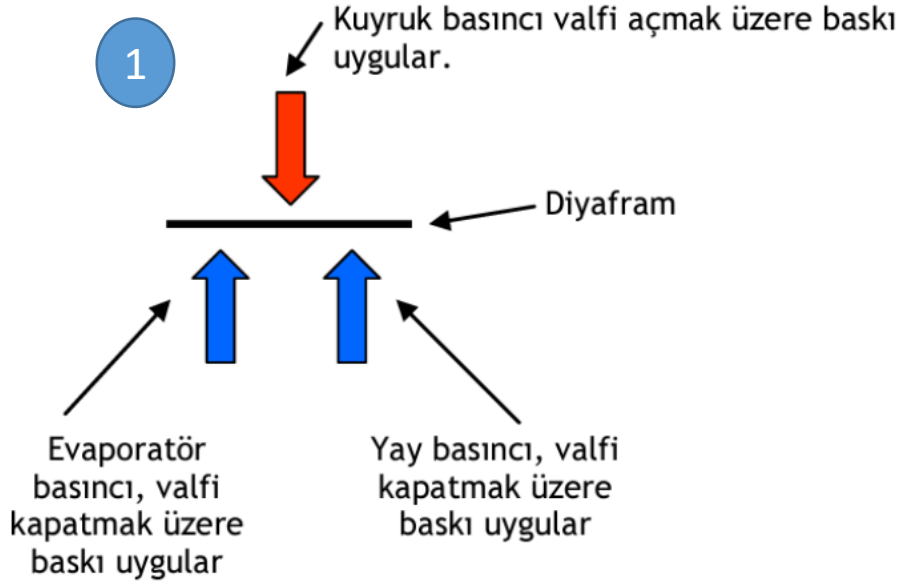 1
Kuyruk basıncı valfi açmak üzere baskı
uygular.
Diyafram
Evaporatör
basıncı, valfi
kapatmak üzere
baskı uygular
Yay basıncı, valfi
kapatmak üzere
baskı uygular